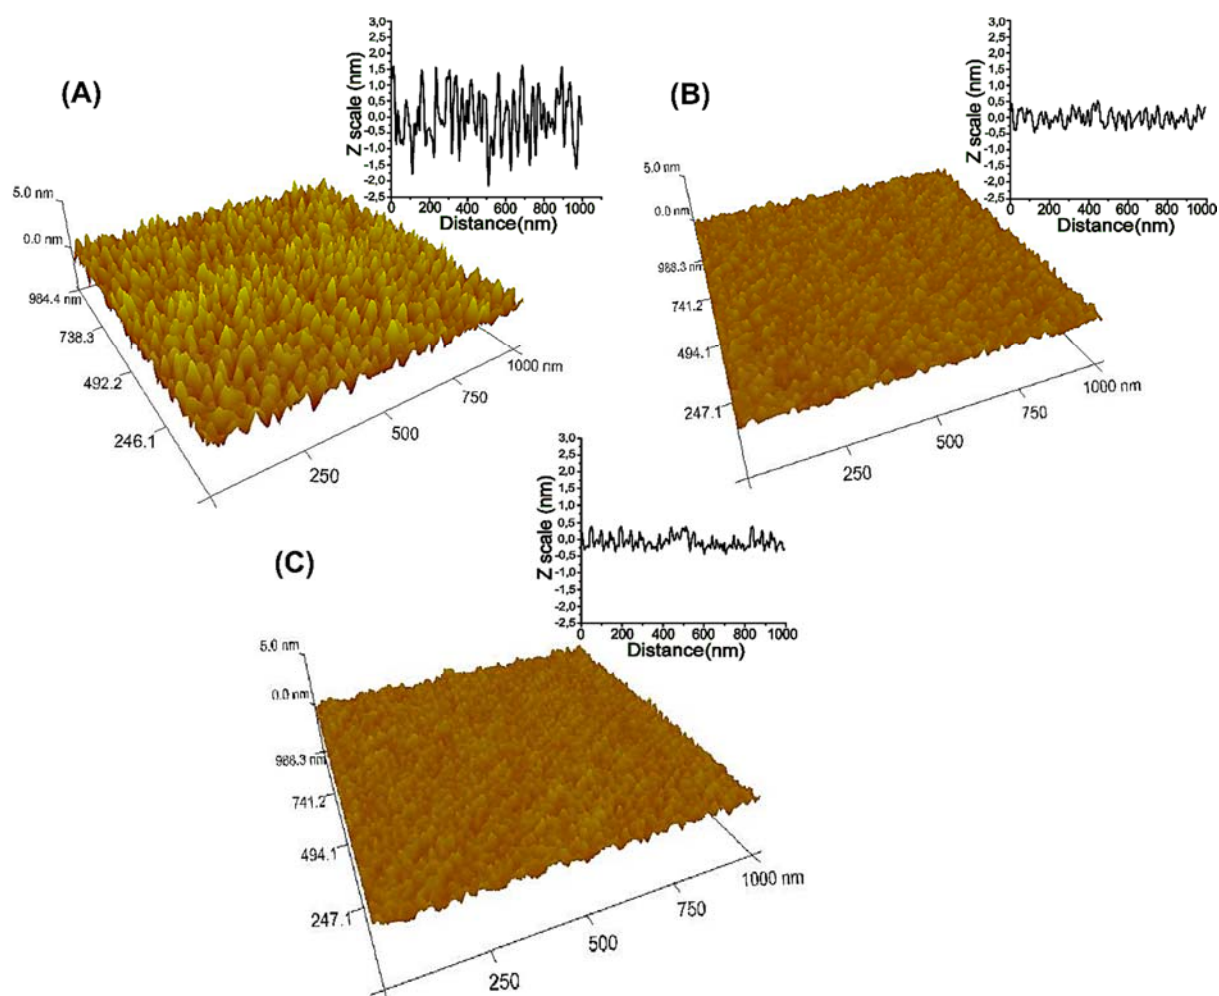 (A)
3,0
2,5
2,0
1,5
1,0
0,5
0,0
-0,5
-1,0
-1,5
-2,0
-2,5
Z scale (nm)
0 200 400 600 800 1000
Distance(nm)
5.0 nm
0.0 nm
984.4 nm
738.3
492.2
246.1
250
500
750
1000 nm
(B)
3,0
2,5
2,0
1,5
1,0
0,5
0,0
-0,5
-1,0
-1,5
-2,0
-2,5
Z scale (nm)
0 200 400 600 800 1000
Distance(nm)
5.0 nm
0.0 nm
988.3 nm
741.2
494.1
247.1
250
500
750
1000 nm
(C)
3,0
2,5
2,0
1,5
1,0
0,5
0,0
-0,5
-1,0
-1,5
-2,0
-2,5
Z scale (nm)
0 200 400 600 800 1000
Distance(nm)
5.0 nm
0.0 nm
988.3 nm
741.2
494.1
247.1
250
500
750
1000 nm